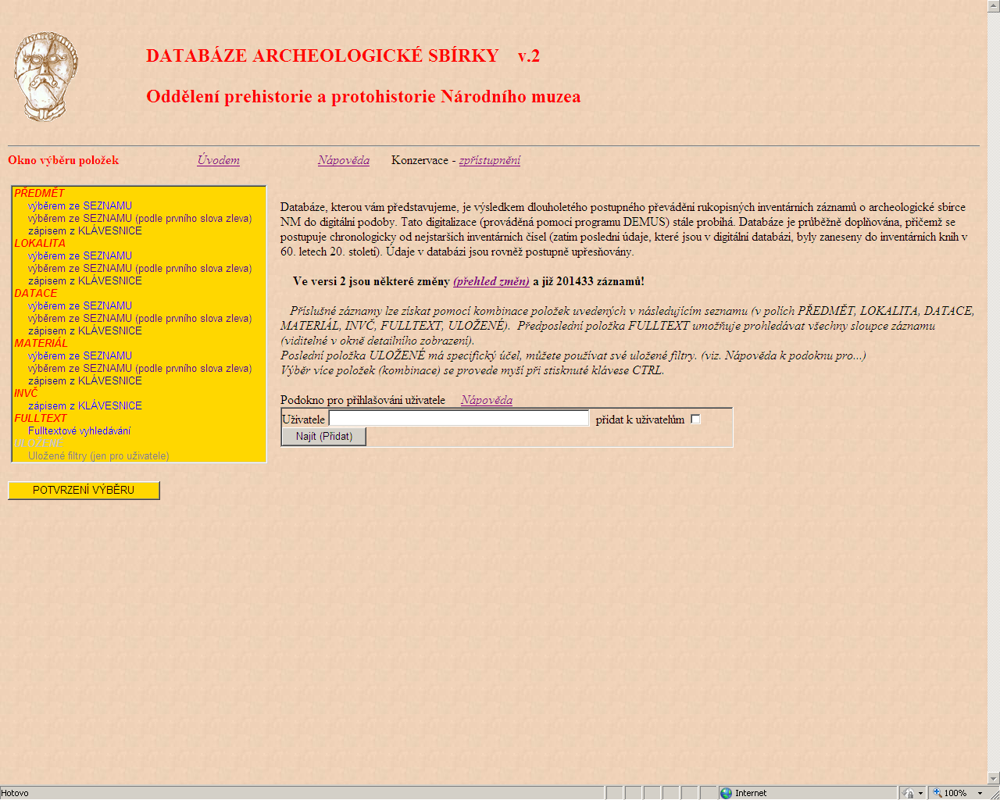 DATABÁZE ARCHEOLOGICKÉ SBÍRKY v.2
Oddělení prehistorie a protohistorie Národního muzea
Okno výběru položek Úvodem Nápověda Konzervace - zpřístupnění
PŘEDMĚT
výběrem ze SEZNAMU
výběrem ze SEZNAMU (podle prvního slova zleva)
zápisem z KLÁVESNICE
LOKALITA
výběrem ze SEZNAMU
výběrem ze SEZNAMU (podle prvního slova zleva)
zápisem z KLÁVESNICE
DATACE
výběrem ze SEZNAMU
výběrem ze SEZNAMU (podle prvního slova zleva)
zápisem z KLÁVESNICE
MATERIÁL
výběrem ze SEZNAMU
výběrem ze SEZNAMU (podle prvního slova zleva)
zápisem z KLÁVESNICE
INVČ
zápisem z KLÁVESNICE
FULLTEXT
Fulltextové vyhledávání
ULOŽENÉ
Uložené filtry (jen pro uživatele)
POTVRZENÍ VÝBĚRU
Databáze, kterou vám představujeme, je výsledkem dlouholetého postupného převádění rukopisných inventárních záznamů o archeologické sbírce
NM do digitální podoby. Tato digitalizace (prováděná pomocí programu DEMUS) stále probíhá. Databáze je průběžně doplňována, přičemž se
postupuje chronologicky od nejstarších inventárních čísel (zatím poslední údaje, které jsou v digitální databázi, byly zaneseny do inventárních knih v
60. letech 20. století). Údaje v databázi jsou rovněž postupně upřesňovány.
Ve versi 2 jsou některé změny (přehled změn) a již 201433 záznamů!
Příslušné záznamy lze získat pomocí kombinace položek uvedených v následujícím seznamu (v polích PŘEDMĚT, LOKALITA, DATACE,
MATERIÁL, INVČ, FULLTEXT, ULOŽENÉ). Předposlední položka FULLTEXT umožňuje prohledávat všechny sloupce záznamu
(viditelné v okně detailního zobrazení).
Poslední položka ULOŽENÉ má specifický účel, můžete používat své uložené filtry. (viz. Nápověda k podoknu pro...)
Výběr více položek (kombinace) se provede myší při stisknuté klávese CTRL.
Podokno pro přihlašování uživatele Nápověda
Uživatele přidat k uživatelům
Najít (Přidat)
Hotovo Internet 100%